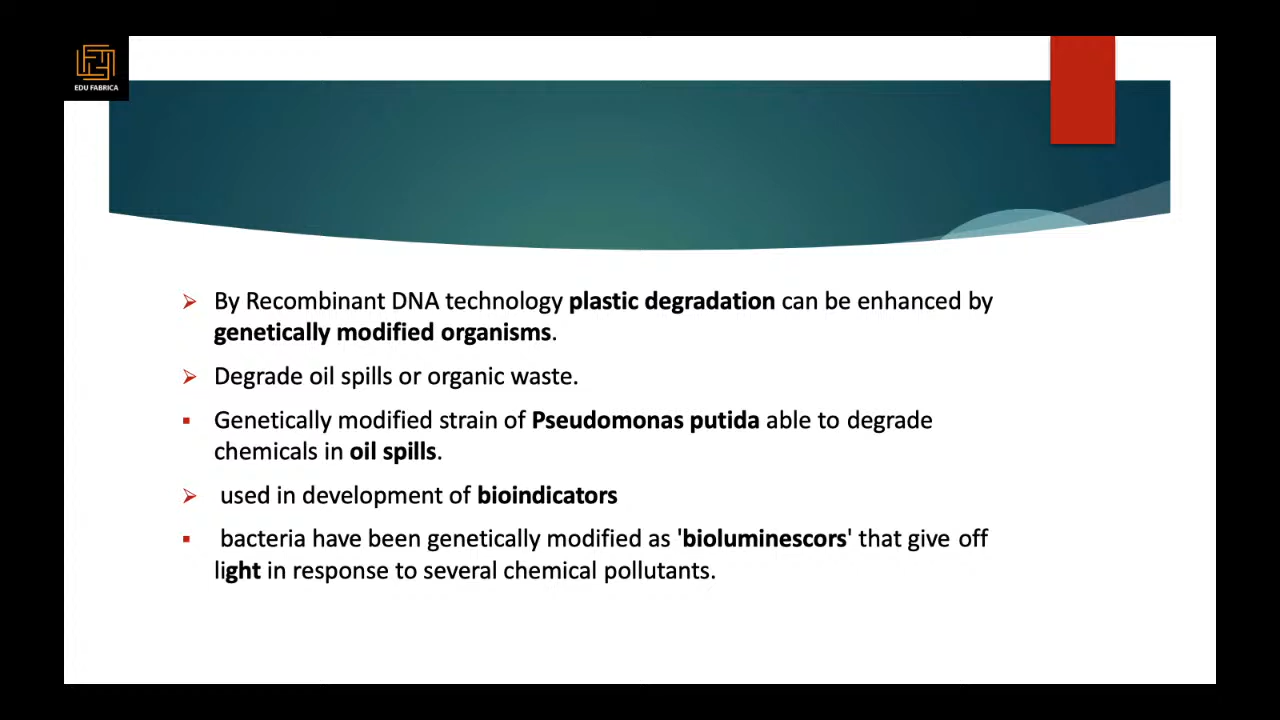 EDU FABRICA
By Recombinant DNA technology plastic degradation can be enhanced by
genetically modified organisms.
Degrade oil spills or organic waste.
Genetically modified strain of Pseudomonas putida able to degrade
chemicals in oil spills.
used in development of bioindicators
bacteria have been genetically modified as 'bioluminescors' that give off
light in response to several chemical pollutants.